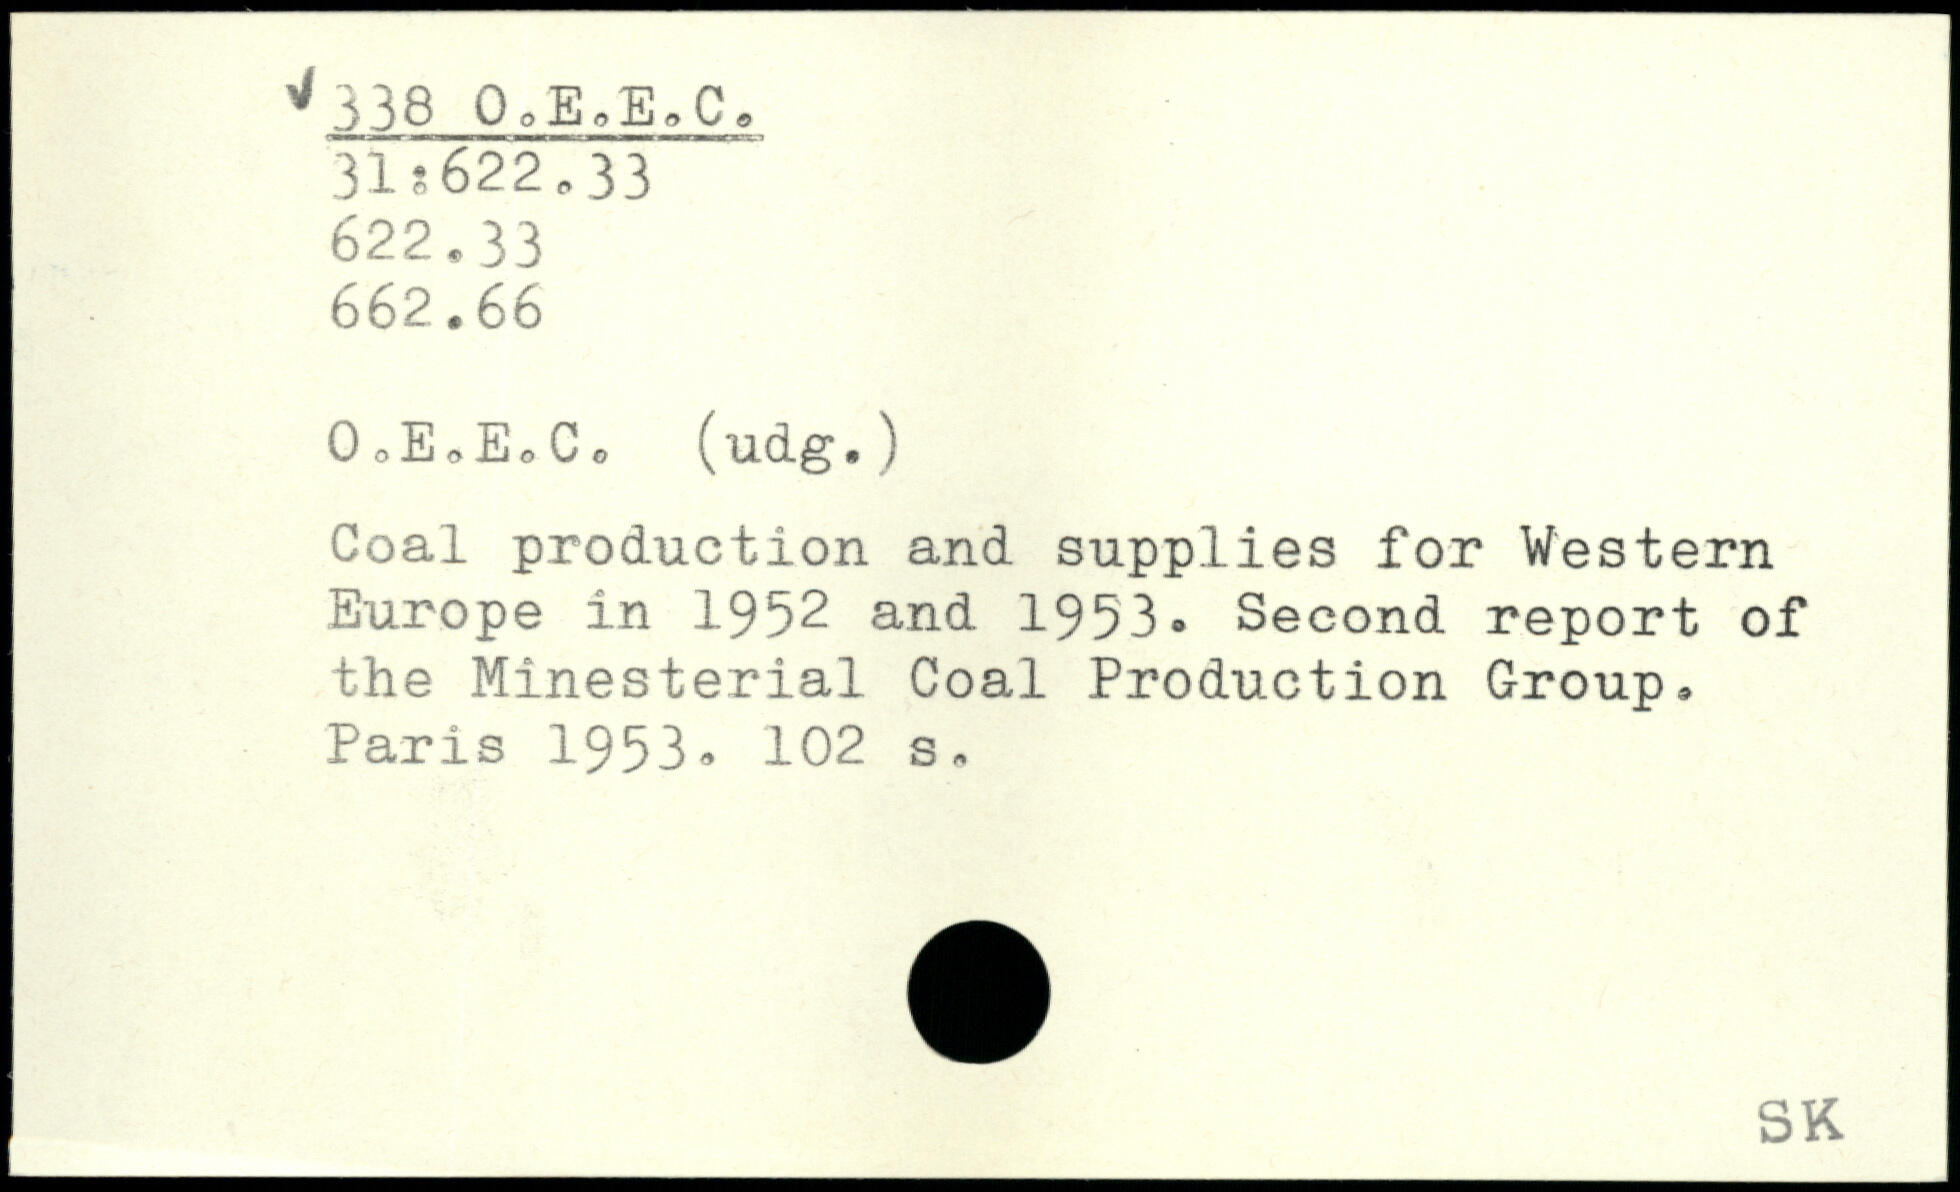 338 O.E.E.C.
31:622.33
622.33
662.66
O.E.E.C. (udg.)
Coal production and supplies for Western
Europe in 1952 and 1953. Second report of
the Minesterial Coal Production Group.
Paris 1953. 102 s.
SK